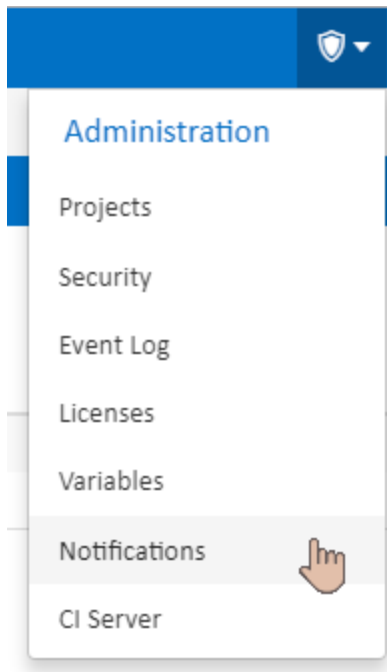 Administration
Projects
Security
Event Log
Licenses
Variables
Notifications
CI Server